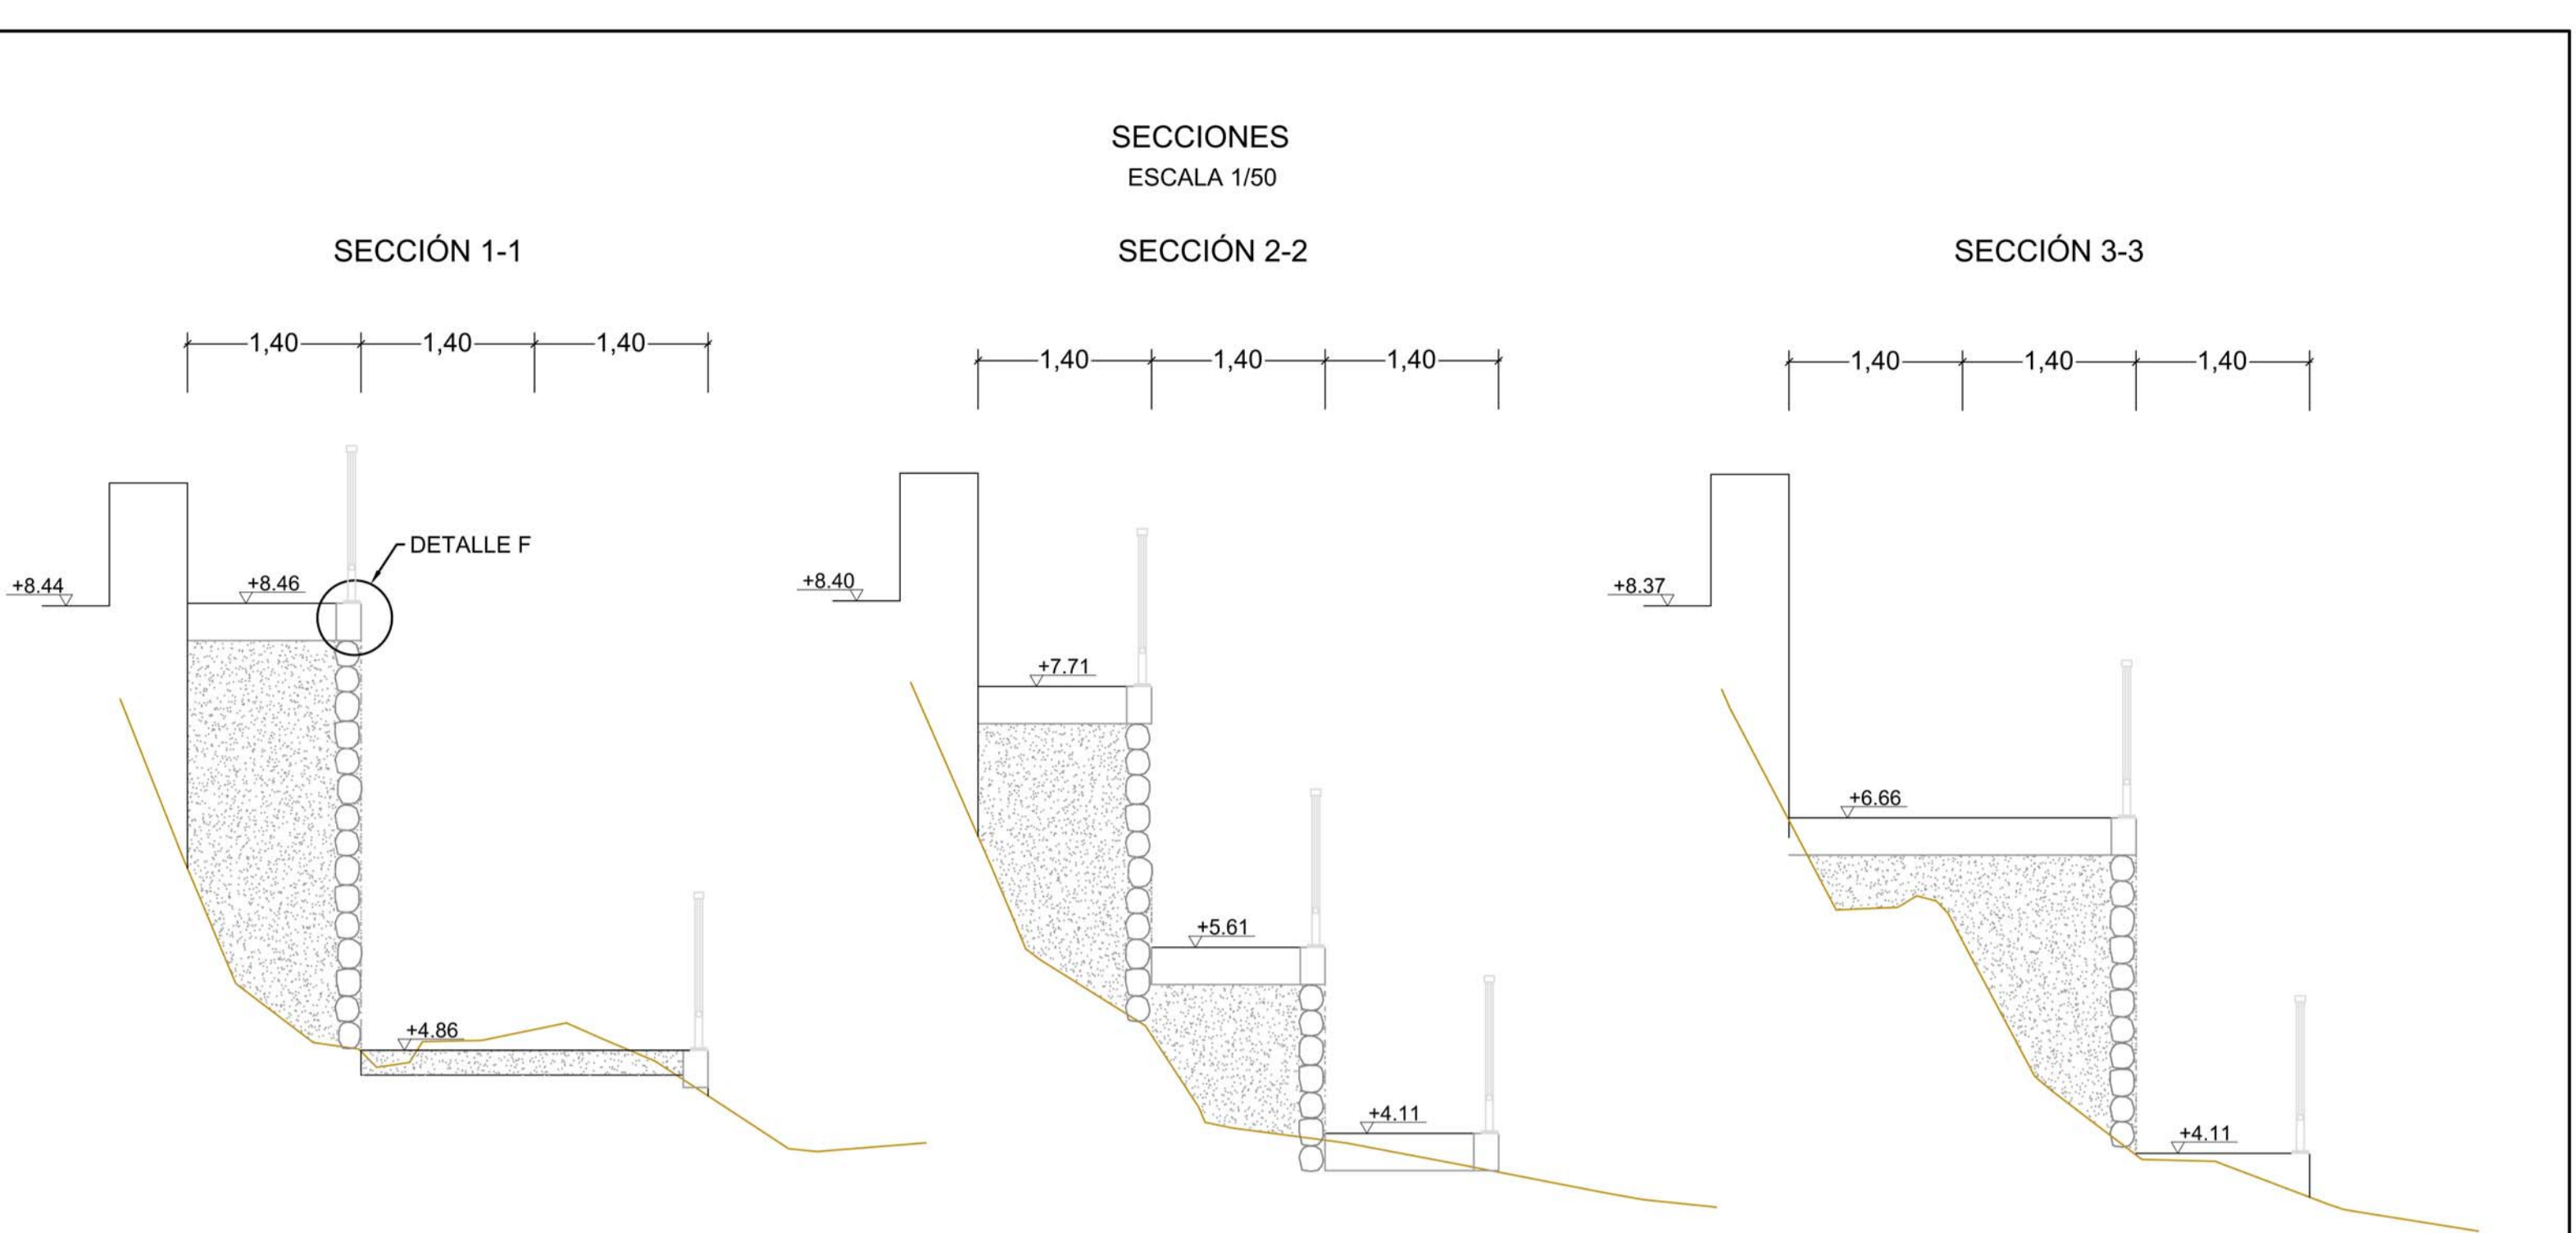 SECCIONES
ESCALA 1/50
SECCIÓN 1-1
1,40 1,40 1,40
DETALLE F
+8.44
+8.46
+4.86
SECCIÓN 2-2
1,40 1,40 1,40
+8.40
+7.71
+5.61
+4.11
SECCIÓN 3-3
1,40 1,40 1,40
+8.37
+6.66
+4.11